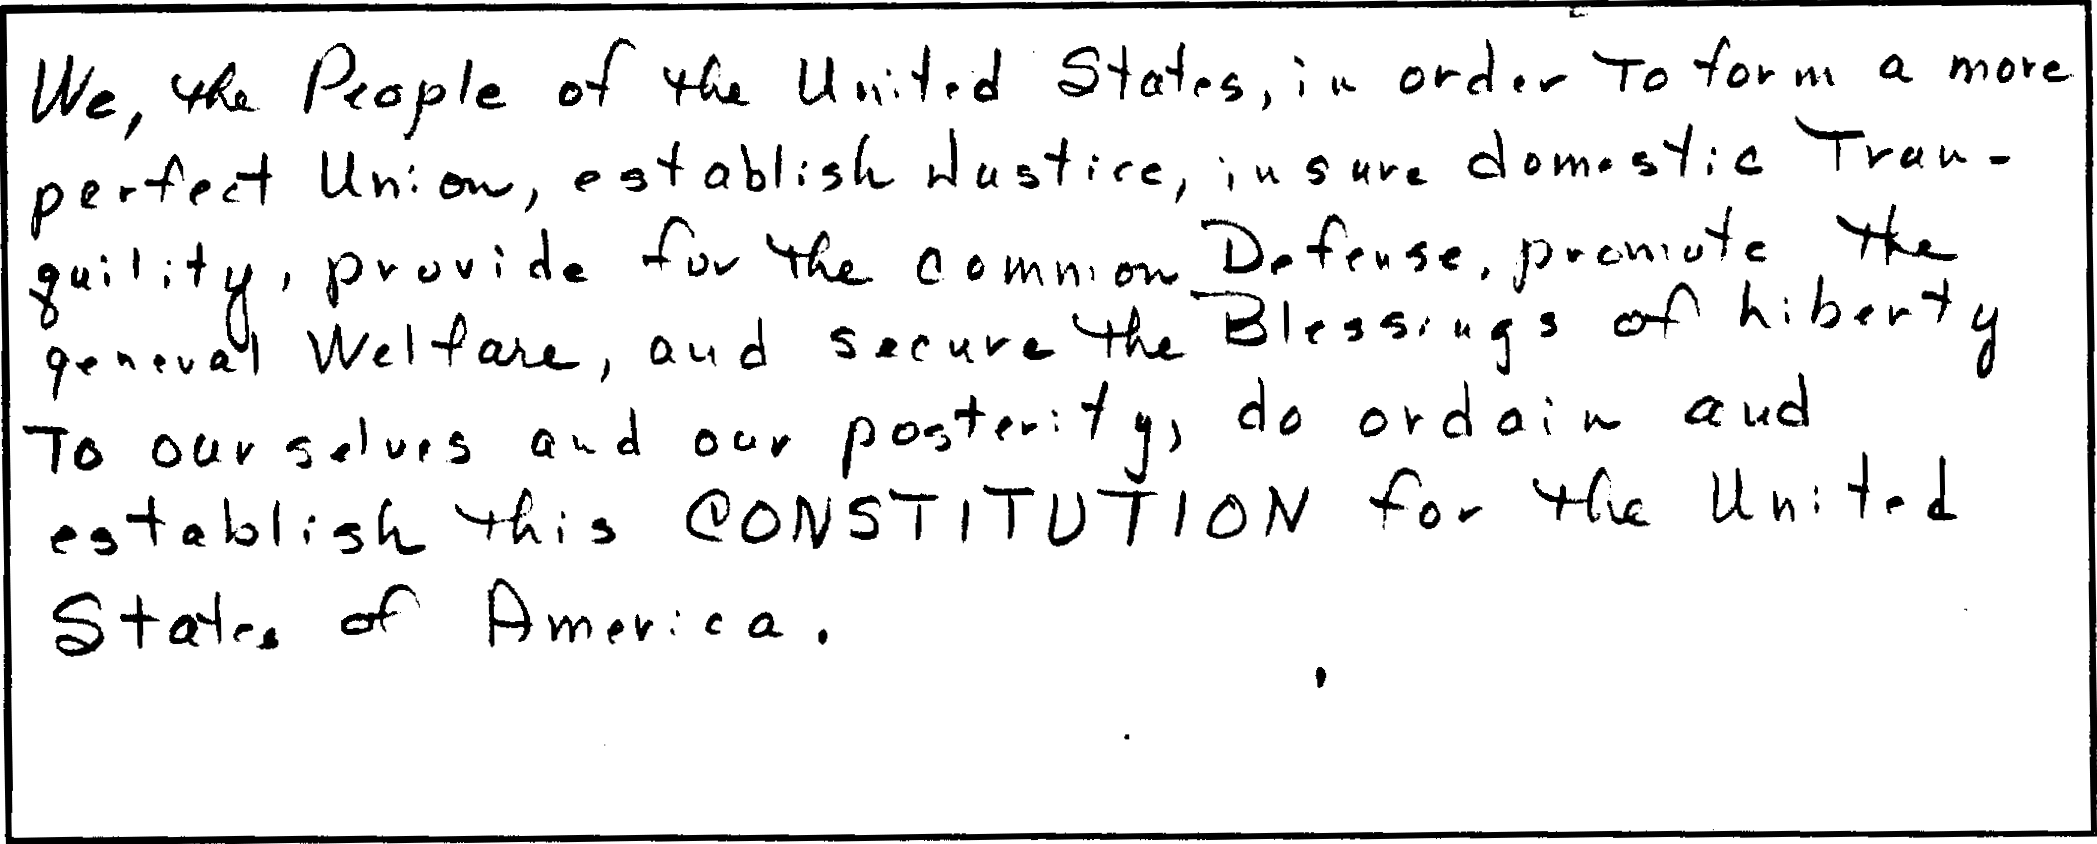 We, the People of the United States, in order To form a more
perfect Union, establish Justice, insure domestic Tran-
quility, provide for the common Defense, promote the
general Welfare, and secure the Blessings of Liberty
To ourselves and our posterity, do ordain and
establish this CONSTITUTION for the United
States of America.